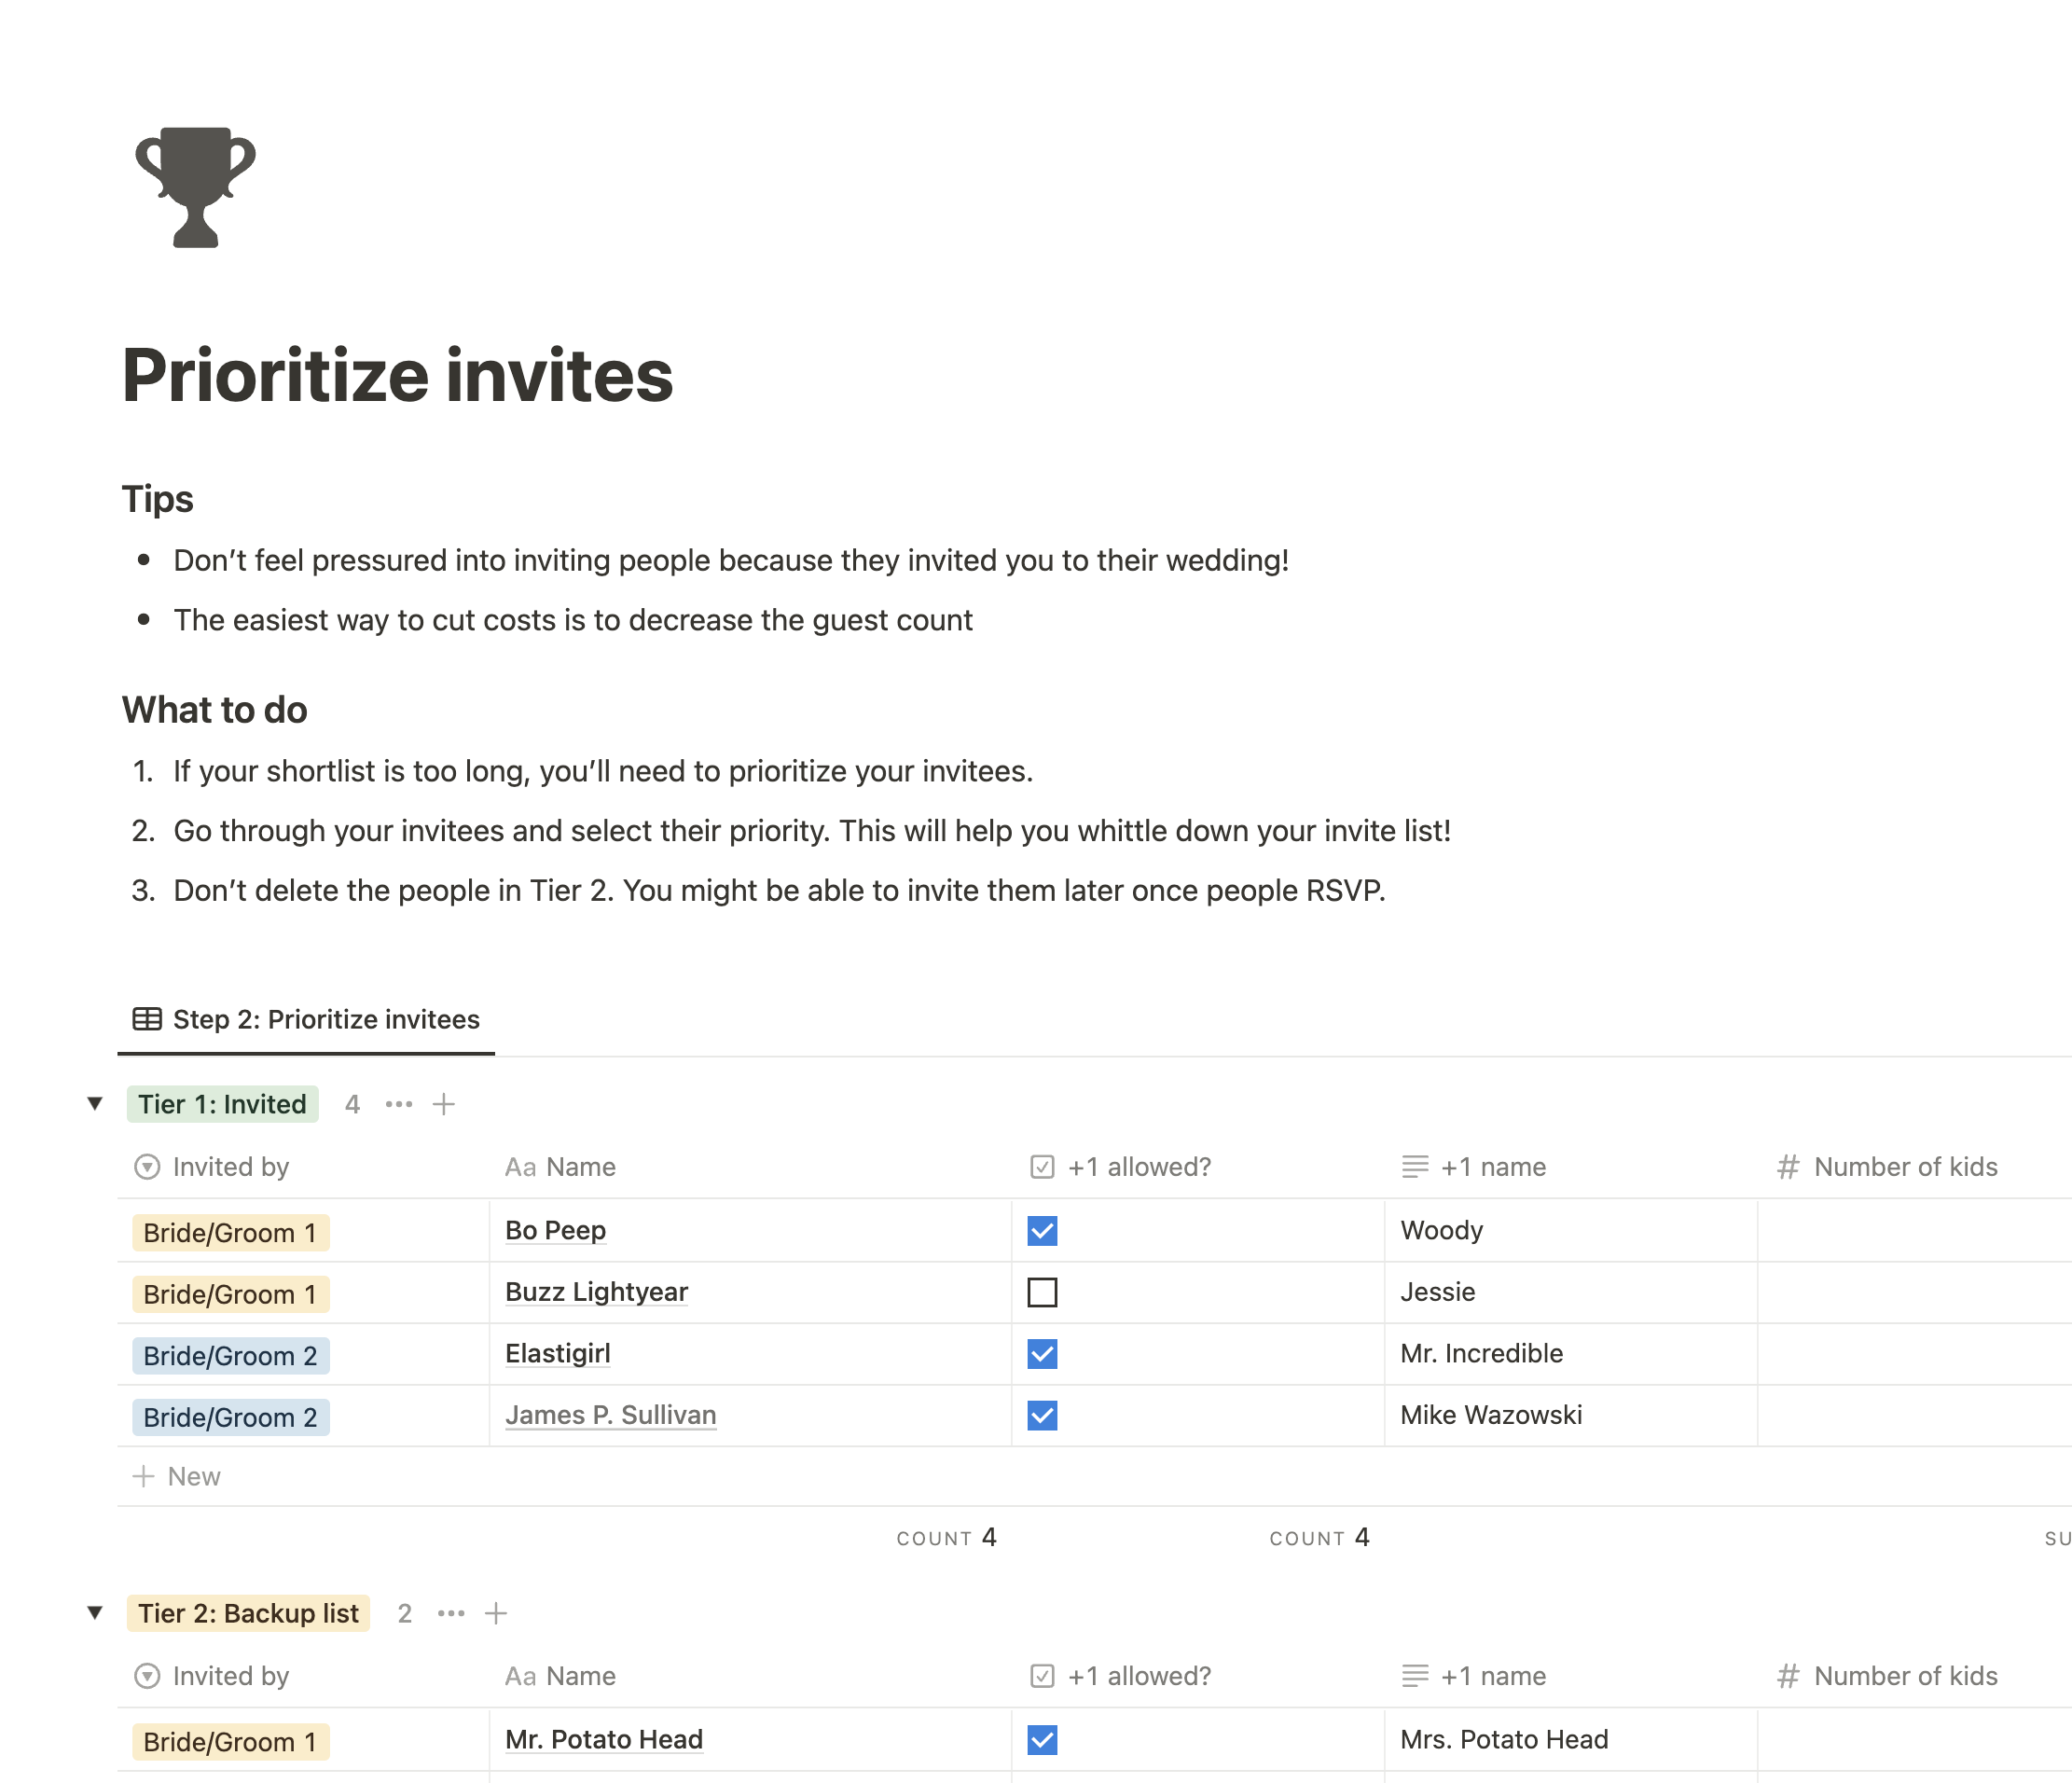 Prioritize invites
Tips
• Don’t feel pressured into inviting people because they invited you to their wedding!
• The easiest way to cut costs is to decrease the guest count
What to do
1. If your shortlist is too long, you’ll need to prioritize your invitees.
2. Go through your invitees and select their priority. This will help you whittle down your invite list!
3. Don’t delete the people in Tier 2. You might be able to invite them later once people RSVP.
Step 2: Prioritize invitees
Tier 1: Invited 4 ••• +
Invited by Aa Name +1 allowed? +1 name # Number of kids
Bride/Groom 1 Bo Peep Woody
Bride/Groom 1 Buzz Lightyear Jessie
Bride/Groom 2 Elastigirl Mr. Incredible
Bride/Groom 2 James P. Sullivan Mike Wazowski
+ New
COUNT 4 COUNT 4 SU
Tier 2: Backup list 2 ••• +
Invited by Aa Name +1 allowed? +1 name # Number of kids
Bride/Groom 1 Mr. Potato Head Mrs. Potato Head